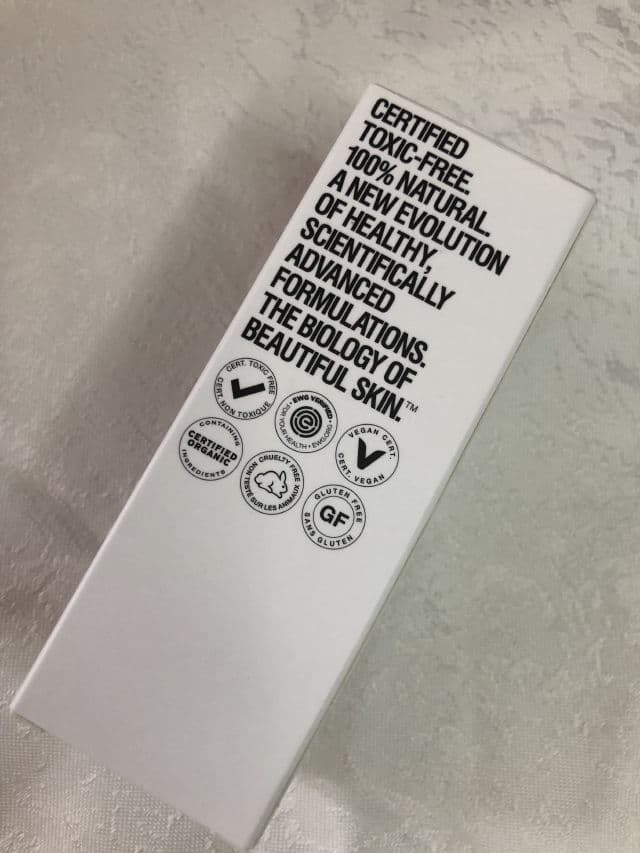 CERTIFIED
TOXIC-FREE.
100% NATURAL.
A NEW EVOLUTION
OF HEALTHY,
SCIENTIFICALLY
ADVANCED
FORMULATIONS.
THE BIOLOGY OF
BEAUTIFUL SKIN.™
CERT. TOXIC FREE
CERT. NON TOXIQUE
EWG VERIFIED
FOR YOUR HEALTH • EWG.ORG
VEGAN CERT.
CERT. VEGAN
CONTAINING
CERTIFIED
ORGANIC
INGREDIENTS
CRUELTY FREE
NON TESTÉ SUR LES ANIMAUX
GLUTEN FREE
GF
SANS GLUTEN